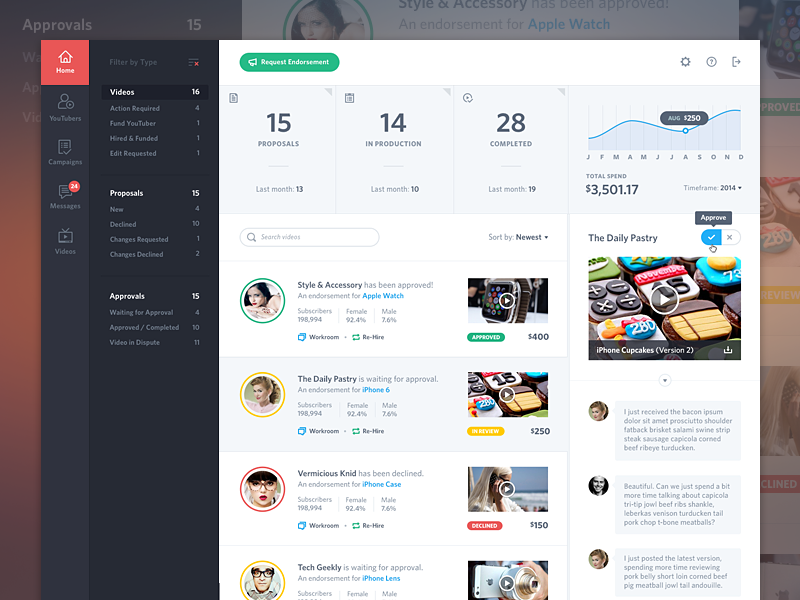 Approvals 15
Style & Accessory has been approved!
An endorsement for Apple Watch
Home
YouTubers
Campaigns
24
Messages
Videos
Filter by Type
Videos 16
Action Required 4
Fund YouTuber 1
Hired & Funded 1
Edit Requested 1
Proposals 15
New 4
Declined 10
Changes Requested 1
Changes Declined 2
Approvals 15
Waiting for Approval 4
Approved / Completed 10
Video in Dispute 11
Request Endorsement
15
PROPOSALS
Last month: 13
14
IN PRODUCTION
Last month: 10
28
COMPLETED
Last month: 19
AUG $250
J F M A M J J A S O N D
TOTAL SPEND
$3,501.17
Timeframe: 2014
Search videos
Sort by: Newest
Style & Accessory has been approved!
An endorsement for Apple Watch
Subscribers Female Male
198,994 92.4% 7.6%
Workroom • Re-Hire
APPROVED $400
The Daily Pastry is waiting for approval.
An endorsement for iPhone 6
Subscribers Female Male
198,994 92.4% 7.6%
Workroom • Re-Hire
IN REVIEW $250
Vermicious Knid has been declined.
An endorsement for iPhone Case
Subscribers Female Male
198,994 92.4% 7.6%
Workroom • Re-Hire
DECLINED $150
Tech Geekly is waiting for approval.
An endorsement for iPhone Lens
Subscribers Female Male
Approve
The Daily Pastry
iPhone Cupcakes (Version 2)
I just received the bacon ipsum
dolor sit amet prosciutto shoulder
fatback brisket salami swine strip
steak sausage capicola corned
beef ribeye turducken.
Beautiful. Can we just spend a bit
more time talking about capicola
tri-tip jowl beef ribs shankle,
leberkas venison turducken tail
pork chop t-bone meatballs?
I just posted the latest version,
spending more time reviewing
pork belly short loin corned beef
pig meatball jowl tail andouille.